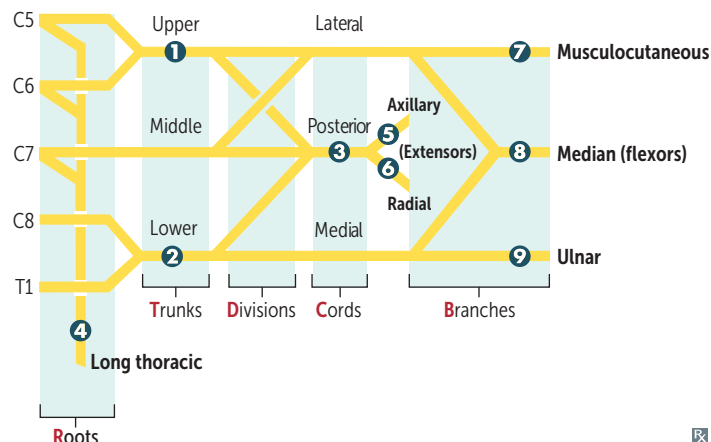 C5
Upper
Lateral
1
7
Musculocutaneous
C6
Axillary
Middle
Posterior
5
C7
3
(Extensors)
8
Median (flexors)
6
Radial
C8
Lower
Medial
2
9
Ulnar
T1
Trunks
Divisions
Cords
Branches
4
Long thoracic
Roots
Rx